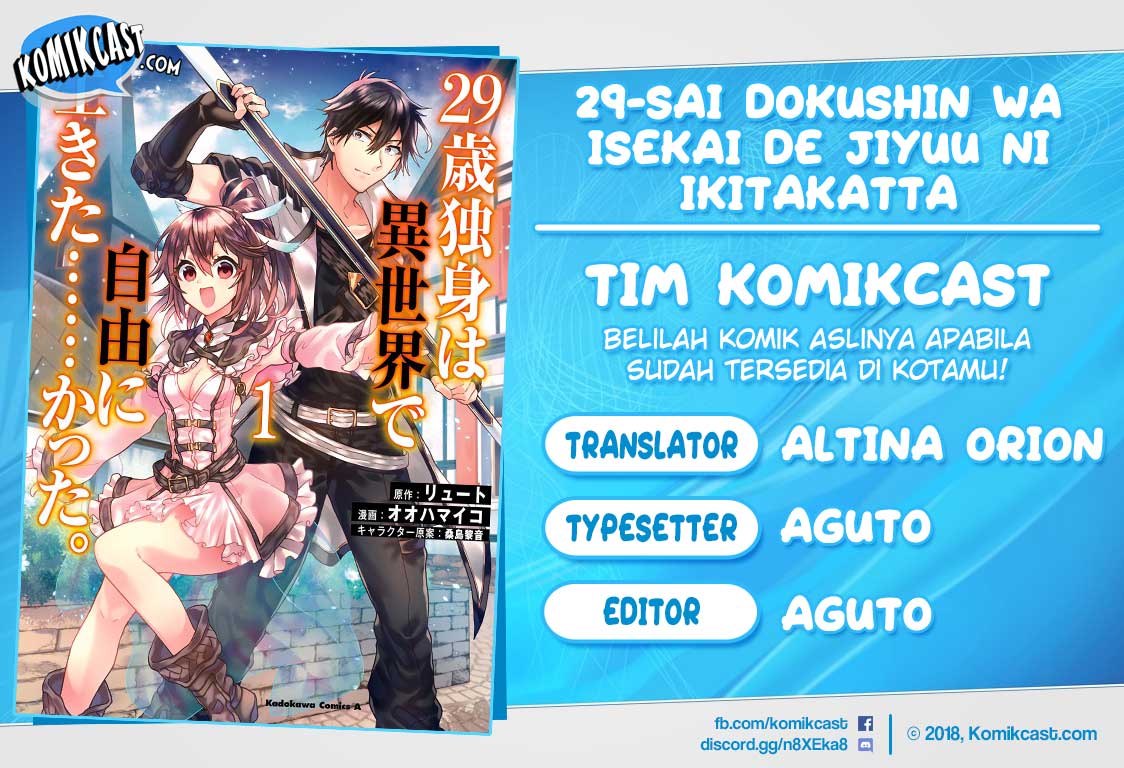 KOMIKCAST.COM
29歳独身は
異世界で
自由に
生きた………かった。
1
原作：リュート
漫画：オオハマイコ
キャラクター原案：桑島黎音
Kadokawa Comics A
29-SAI DOKUSHIN WA
ISEKAI DE JIYUU NI
IKITAKATTA
TIM KOMIKCAST
BELILAH KOMIK ASLINYA APABILA
SUDAH TERSEDIA DI KOTAMU!
TRANSLATOR ALTINA ORION
TYPESETTER AGUTO
EDITOR AGUTO
fb.com/komikcast
discord.gg/n8XEka8
© 2018, Komikcast.com